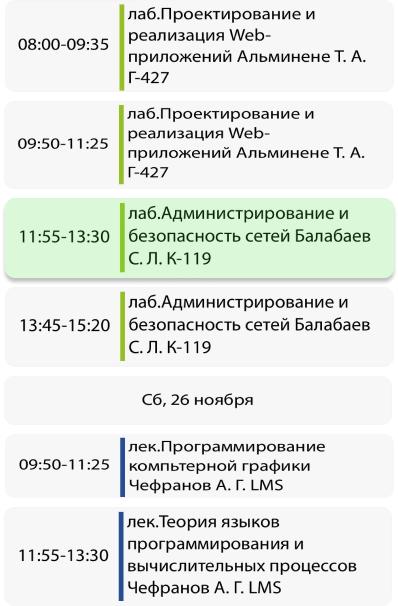 08:00-09:35
лаб.Проектирование и
реализация Web-
приложений Альминене Т. А.
Г-427
09:50-11:25
лаб.Проектирование и
реализация Web-
приложений Альминене Т. А.
Г-427
11:55-13:30
лаб.Администрирование и
безопасность сетей Балабаев
С. Л. К-119
13:45-15:20
лаб.Администрирование и
безопасность сетей Балабаев
С. Л. К-119
Сб, 26 ноября
09:50-11:25
лек.Программирование
компьтерной графики
Чефранов А. Г. LMS
11:55-13:30
лек.Теория языков
программирования и
вычислительных процессов
Чефранов А. Г. LMS